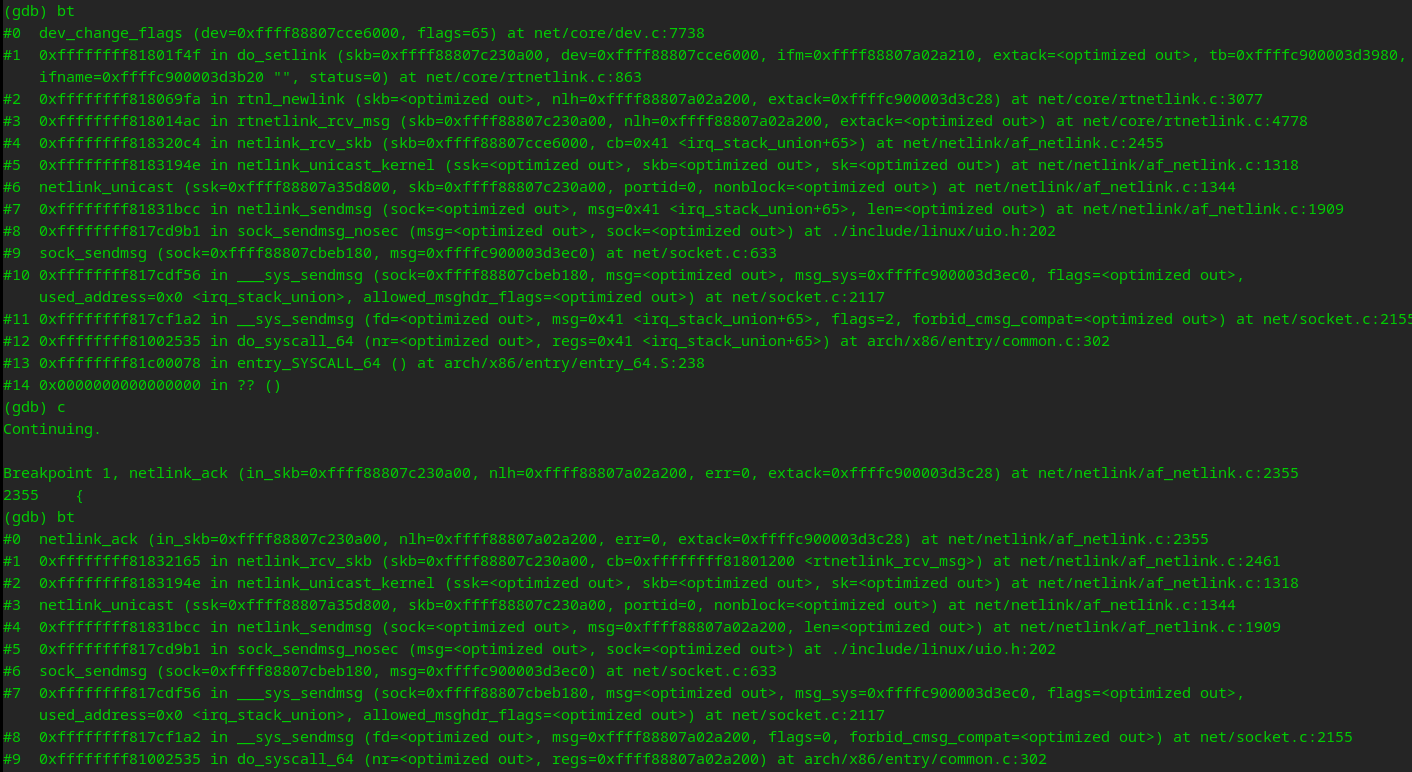 (gdb) bt
#0  dev_change_flags (dev=0xffff88807cce6000, flags=65) at net/core/dev.c:7738
#1  0xffffffff81801f4f in do_setlink (skb=0xffff88807c230a00, dev=0xffff88807cce6000, ifm=0xffff88807a02a210, extack=<optimized out>, tb=0xffffc900003d3980,
    ifname=0xffffc900003d3b20 "", status=0) at net/core/rtnetlink.c:863
#2  0xffffffff818069fa in rtnl_newlink (skb=<optimized out>, nlh=0xffff88807a02a200, extack=0xffffc900003d3c28) at net/core/rtnetlink.c:3077
#3  0xffffffff818014ac in rtnetlink_rcv_msg (skb=0xffff88807c230a00, nlh=0xffff88807a02a200, extack=<optimized out>) at net/core/rtnetlink.c:4778
#4  0xffffffff818320c4 in netlink_rcv_skb (skb=0xffff88807cce6000, cb=0x41 <irq_stack_union+65>) at net/netlink/af_netlink.c:2455
#5  0xffffffff8183194e in netlink_unicast_kernel (ssk=<optimized out>, skb=<optimized out>, sk=<optimized out>) at net/netlink/af_netlink.c:1318
#6  netlink_unicast (ssk=0xffff88807a35d800, skb=0xffff88807c230a00, portid=0, nonblock=<optimized out>) at net/netlink/af_netlink.c:1344
#7  0xffffffff81831bcc in netlink_sendmsg (sock=<optimized out>, msg=0x41 <irq_stack_union+65>, len=<optimized out>) at net/netlink/af_netlink.c:1909
#8  0xffffffff817cd9b1 in sock_sendmsg_nosec (msg=<optimized out>, sock=<optimized out>) at ./include/linux/uio.h:202
#9  sock_sendmsg (sock=0xffff88807cbeb180, msg=0xffffc900003d3ec0) at net/socket.c:633
#10 0xffffffff817cdf56 in ___sys_sendmsg (sock=0xffff88807cbeb180, msg=<optimized out>, msg_sys=0xffffc900003d3ec0, flags=<optimized out>,
    used_address=0x0 <irq_stack_union>, allowed_msghdr_flags=<optimized out>) at net/socket.c:2117
#11 0xffffffff817cf1a2 in __sys_sendmsg (fd=<optimized out>, msg=0x41 <irq_stack_union+65>, flags=2, forbid_cmsg_compat=<optimized out>) at net/socket.c:2155
#12 0xffffffff81002535 in do_syscall_64 (nr=<optimized out>, regs=0x41 <irq_stack_union+65>) at arch/x86/entry/common.c:302
#13 0xffffffff81c00078 in entry_SYSCALL_64 () at arch/x86/entry/entry_64.S:238
#14 0x0000000000000000 in ?? ()
(gdb) c
Continuing.

Breakpoint 1, netlink_ack (in_skb=0xffff88807c230a00, nlh=0xffff88807a02a200, err=0, extack=0xffffc900003d3c28) at net/netlink/af_netlink.c:2355
2355    {
(gdb) bt
#0  netlink_ack (in_skb=0xffff88807c230a00, nlh=0xffff88807a02a200, err=0, extack=0xffffc900003d3c28) at net/netlink/af_netlink.c:2355
#1  0xffffffff81832165 in netlink_rcv_skb (skb=0xffff88807c230a00, cb=0xffffffff81801200 <rtnetlink_rcv_msg>) at net/netlink/af_netlink.c:2461
#2  0xffffffff8183194e in netlink_unicast_kernel (ssk=<optimized out>, skb=<optimized out>, sk=<optimized out>) at net/netlink/af_netlink.c:1318
#3  netlink_unicast (ssk=0xffff88807a35d800, skb=0xffff88807c230a00, portid=0, nonblock=<optimized out>) at net/netlink/af_netlink.c:1344
#4  0xffffffff81831bcc in netlink_sendmsg (sock=<optimized out>, msg=0xffff88807a02a200, len=<optimized out>) at net/netlink/af_netlink.c:1909
#5  0xffffffff817cd9b1 in sock_sendmsg_nosec (msg=<optimized out>, sock=<optimized out>) at ./include/linux/uio.h:202
#6  sock_sendmsg (sock=0xffff88807cbeb180, msg=0xffffc900003d3ec0) at net/socket.c:633
#7  0xffffffff817cdf56 in ___sys_sendmsg (sock=0xffff88807cbeb180, msg=<optimized out>, msg_sys=0xffffc900003d3ec0, flags=<optimized out>,
    used_address=0x0 <irq_stack_union>, allowed_msghdr_flags=<optimized out>) at net/socket.c:2117
#8  0xffffffff817cf1a2 in __sys_sendmsg (fd=<optimized out>, msg=0xffff88807a02a200, flags=0, forbid_cmsg_compat=<optimized out>) at net/socket.c:2155
#9  0xffffffff81002535 in do_syscall_64 (nr=<optimized out>, regs=0xffff88807a02a200) at arch/x86/entry/common.c:302